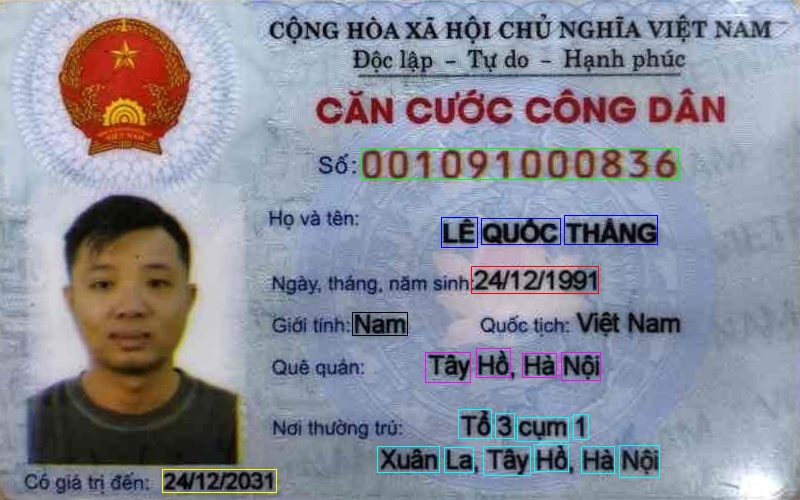 CỘNG HÒA XÃ HỘI CHỦ NGHĨA VIỆT NAM
Độc lập - Tự do - Hạnh phúc
CĂN CƯỚC CÔNG DÂN
Số: 001091000836
Họ và tên: LÊ QUỐC THẮNG
Ngày, tháng, năm sinh: 24/12/1991
Giới tính: Nam Quốc tịch: Việt Nam
Quê quán: Tây Hồ, Hà Nội
Nơi thường trú: Tổ 3 cụm 1
Xuân La, Tây Hồ, Hà Nội
Có giá trị đến: 24/12/2031